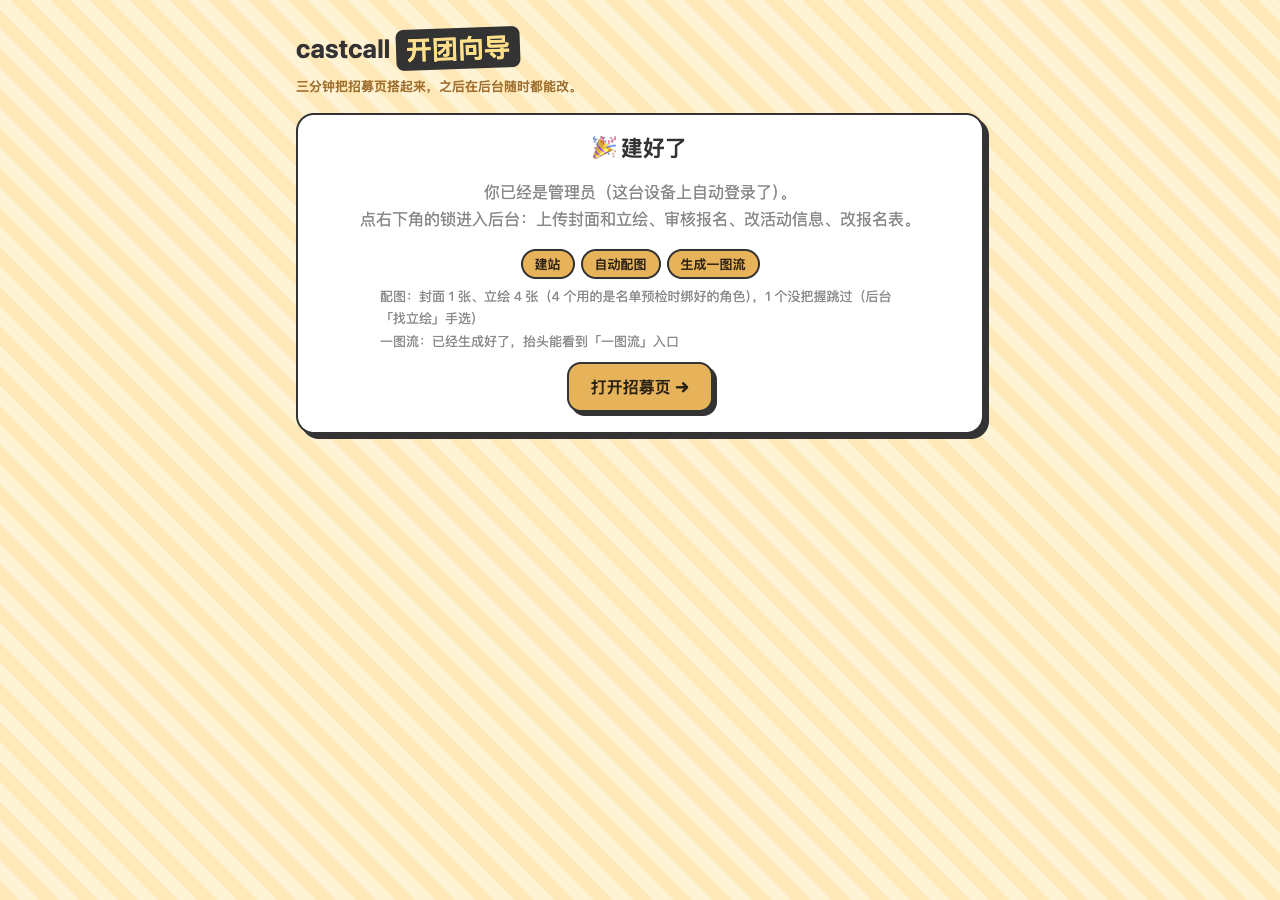 castcall 开团向导
三分钟把招募页搭起来，之后在后台随时都能改。
🎉 建好了
你已经是管理员（这台设备上自动登录了）。
点右下角的锁进入后台：上传封面和立绘、审核报名、改活动信息、改报名表。
建站 自动配图 生成一图流
配图：封面 1 张、立绘 4 张（4 个用的是名单预检时绑好的角色），1 个没把握跳过（后台
「找立绘」手选）
一图流：已经生成好了，抬头能看到「一图流」入口
打开招募页 →